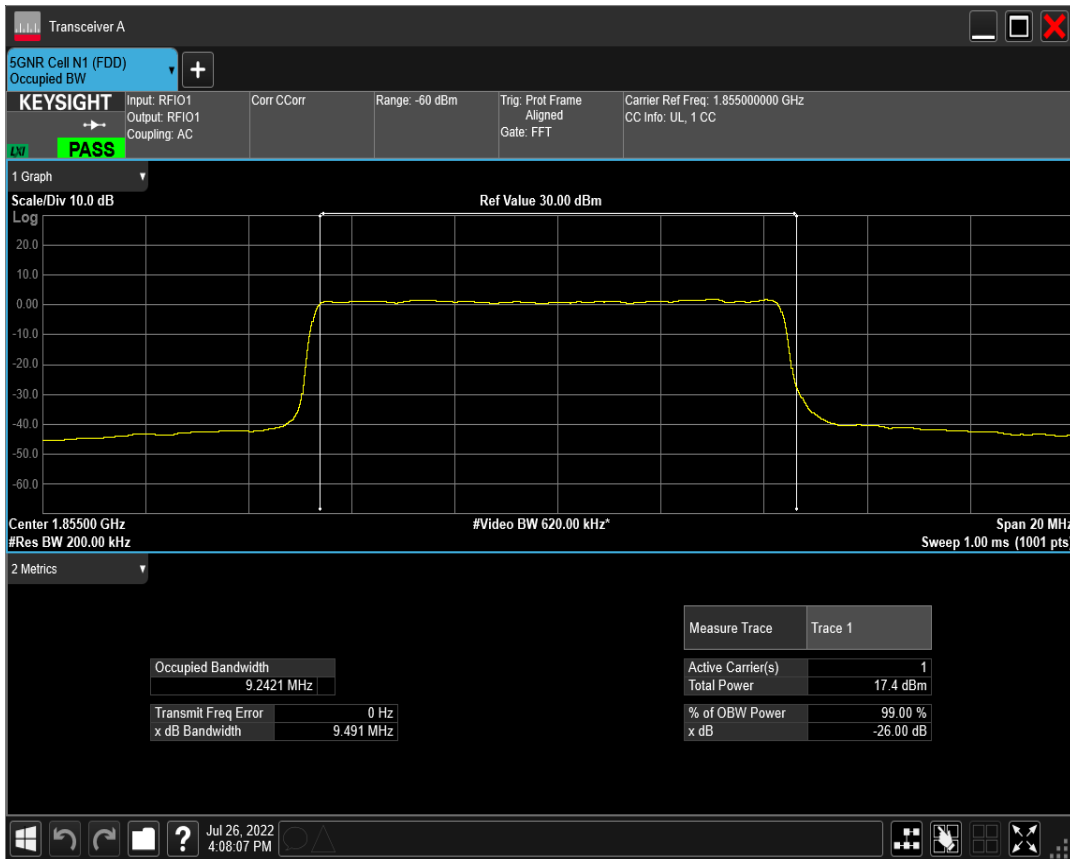 Transceiver A
5GNR Cell N1 (FDD)
Occupied BW
+
KEYSIGHT
LXI
PASS
Input: RFIO1
Output: RFIO1
Coupling: AC
Corr CCorr
Range: -60 dBm
Trig: Prot Frame
Aligned
Gate: FFT
Carrier Ref Freq: 1.855000000 GHz
CC Info: UL, 1 CC
1 Graph
Scale/Div 10.0 dB
Ref Value 30.00 dBm
Log
20.0
10.0
0.00
-10.0
-20.0
-30.0
-40.0
-50.0
-60.0
Center 1.85500 GHz
#Video BW 620.00 kHz*
Span 20 MHz
#Res BW 200.00 kHz
Sweep 1.00 ms (1001 pts)
2 Metrics
Measure Trace Trace 1
Occupied Bandwidth
9.2421 MHz
Active Carrier(s) 1
Total Power 17.4 dBm
Transmit Freq Error 0 Hz
x dB Bandwidth 9.491 MHz
% of OBW Power 99.00 %
x dB -26.00 dB
?
Jul 26, 2022
4:08:07 PM